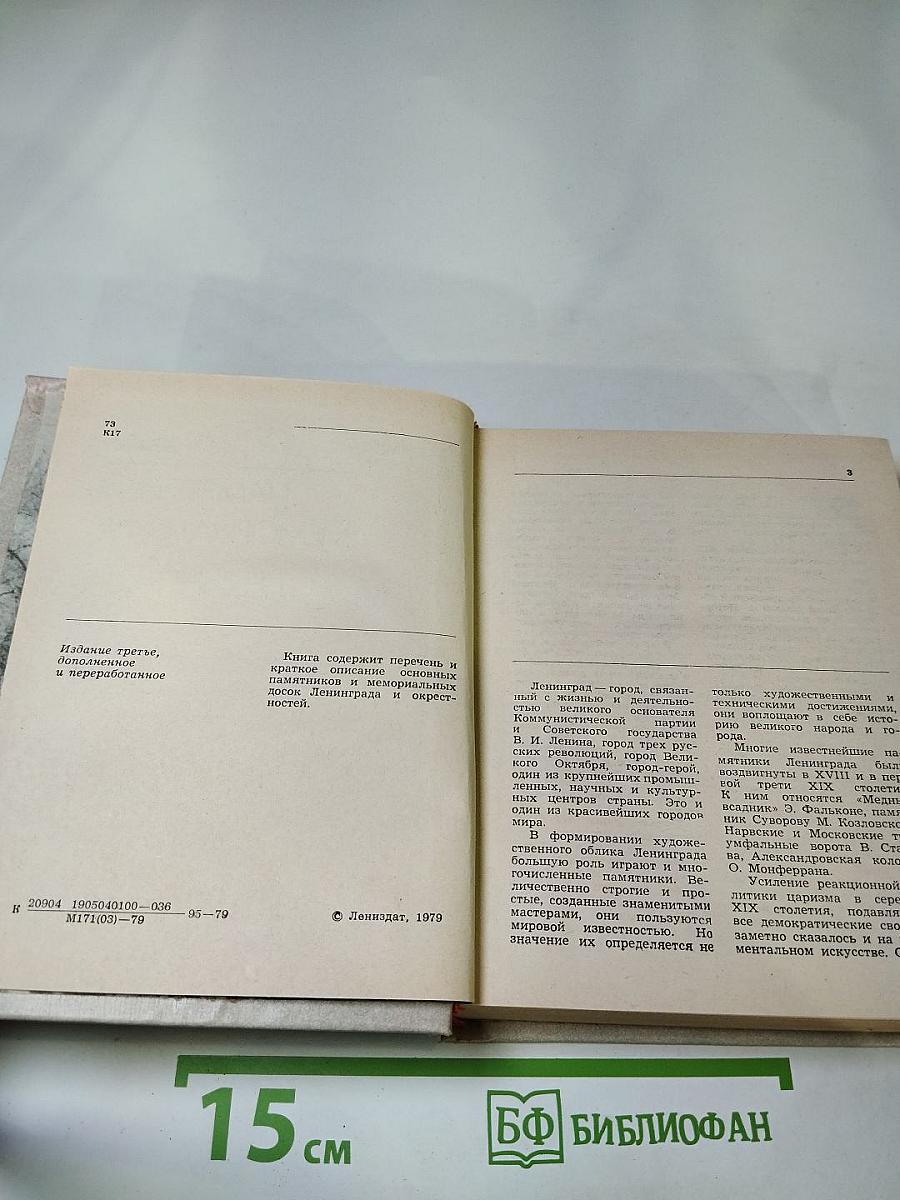 73
К17
Издание третье,
дополненное
и переработанное
Книга содержит перечень и
краткое описание основных
памятников и мемориальных
досок Ленинграда и окрест-
ностей.
К 20904 1905040100—036
М171(03)—79
95—79
© Лениздат, 1979
3
Ленинград — город, связан-
ный с жизнью и деятельно-
стью великого основателя
Коммунистической партии
и Советского государства
В. И. Ленина, город трех рус-
ских революций, город Вели-
кого Октября, город-герой,
один из крупнейших промыш-
ленных, научных и культур-
ных центров страны. Это и
один из красивейших городов
мира.
В формировании художе-
ственного облика Ленинграда
большую роль играют и мно-
гочисленные памятники. Ве-
личественно строгие и про-
стые, созданные знаменитыми
мастерами, они пользуются
мировой известностью. Но
значение их определяется не
только художественными и
техническими достижениями,
они воплощают в себе исто-
рию великого народа и го-
рода.
Многие известнейшие па-
мятники Ленинграда был
воздвигнуты в XVIII и в пер
вой трети XIX столети
К ним относятся «Медны
всадник» Э. Фальконе, памя
ник Суворову М. Козловско
Нарвские и Московские т
умфальные ворота В. Ста
ва, Александровская коло
О. Монферрана.
Усиление реакционной
литики царизма в сере
XIX столетия, подавля
все демократические сво
заметно сказалось и на
ментальном искусстве. С
15 см
БФ БИБЛИОФАН